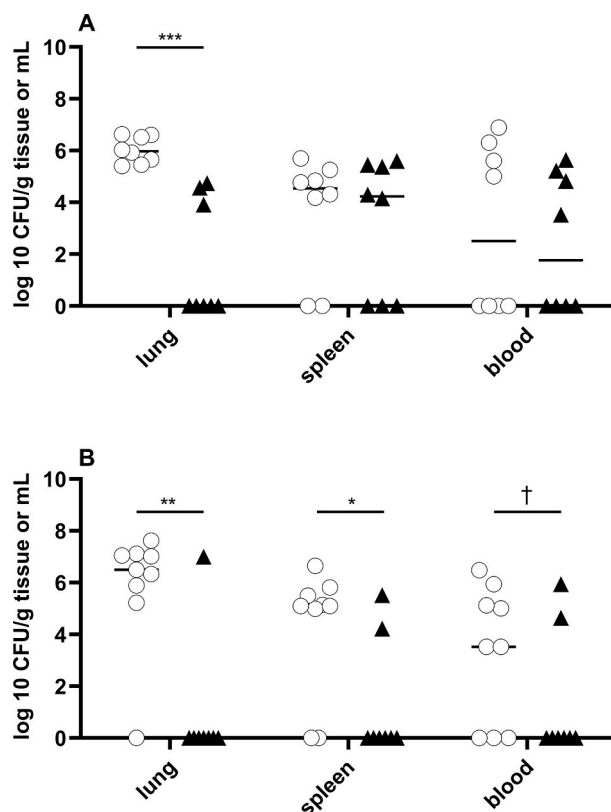 A
***
10
8
6
4
2
0
log 10 CFU/g tissue or mL
lung
spleen
blood
B
** * †
10
8
6
4
2
0
log 10 CFU/g tissue or mL
lung
spleen
blood